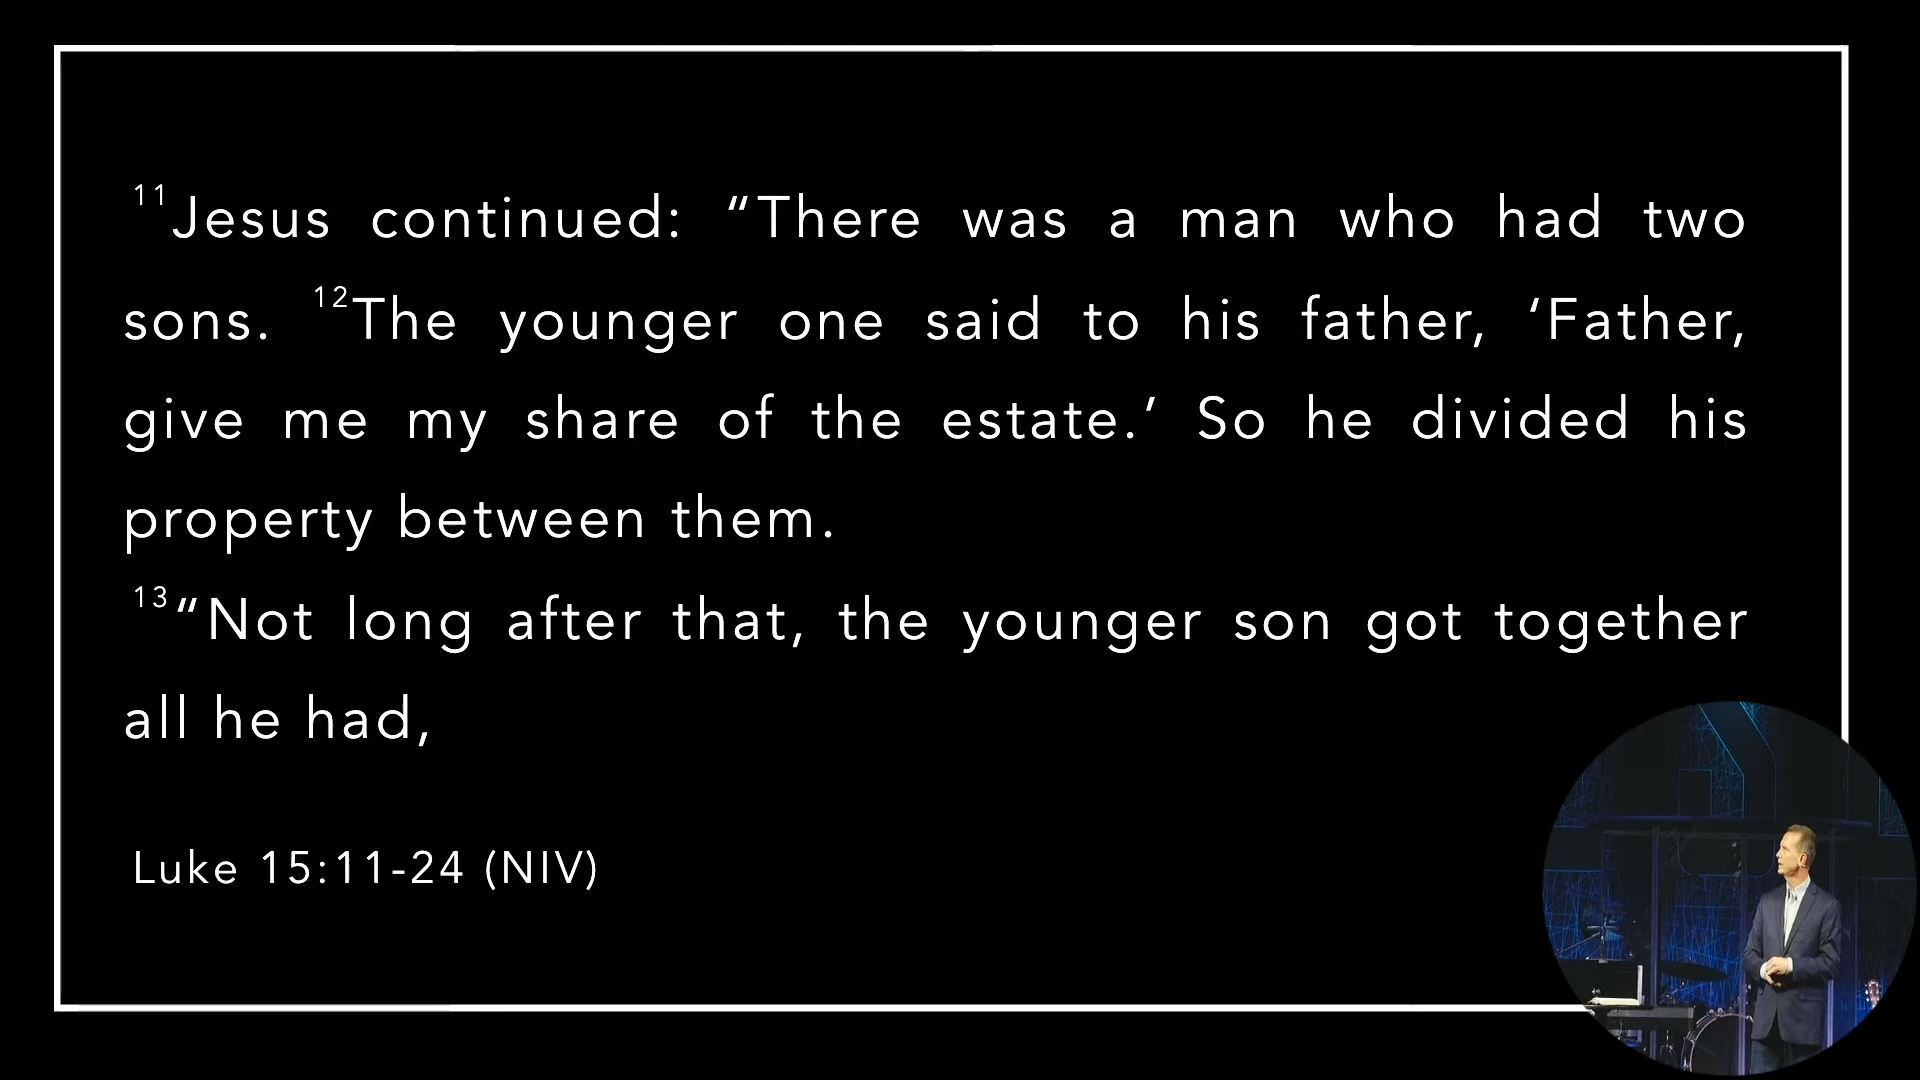 11Jesus continued: “There was a man who had two
sons. 12The younger one said to his father, ‘Father,
give me my share of the estate.’ So he divided his
property between them.
13“Not long after that, the younger son got together
all he had,
Luke 15:11-24 (NIV)